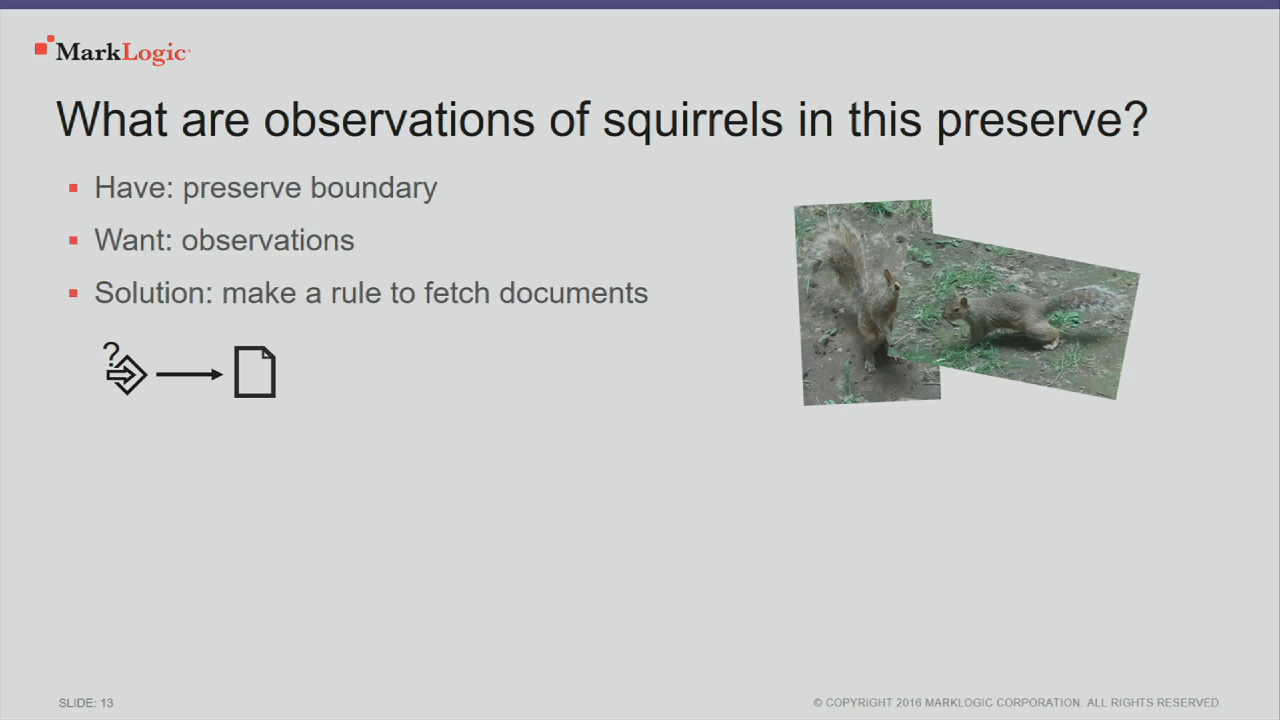 MarkLogic
What are observations of squirrels in this preserve?
Have: preserve boundary
Want: observations
Solution: make a rule to fetch documents
?
SLIDE: 13
© COPYRIGHT 2016 MARKLOGIC CORPORATION. ALL RIGHTS RESERVED.